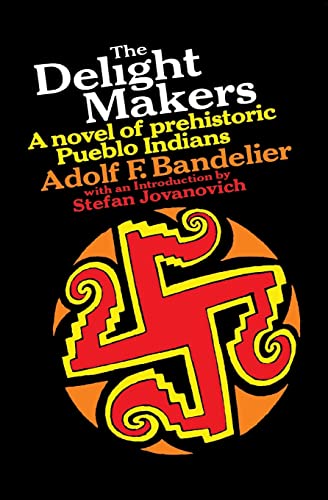 The
Delight
Makers
A novel of prehistoric
Pueblo Indians
Adolf F. Bandelier
with an Introduction by
Stefan Jovanovich